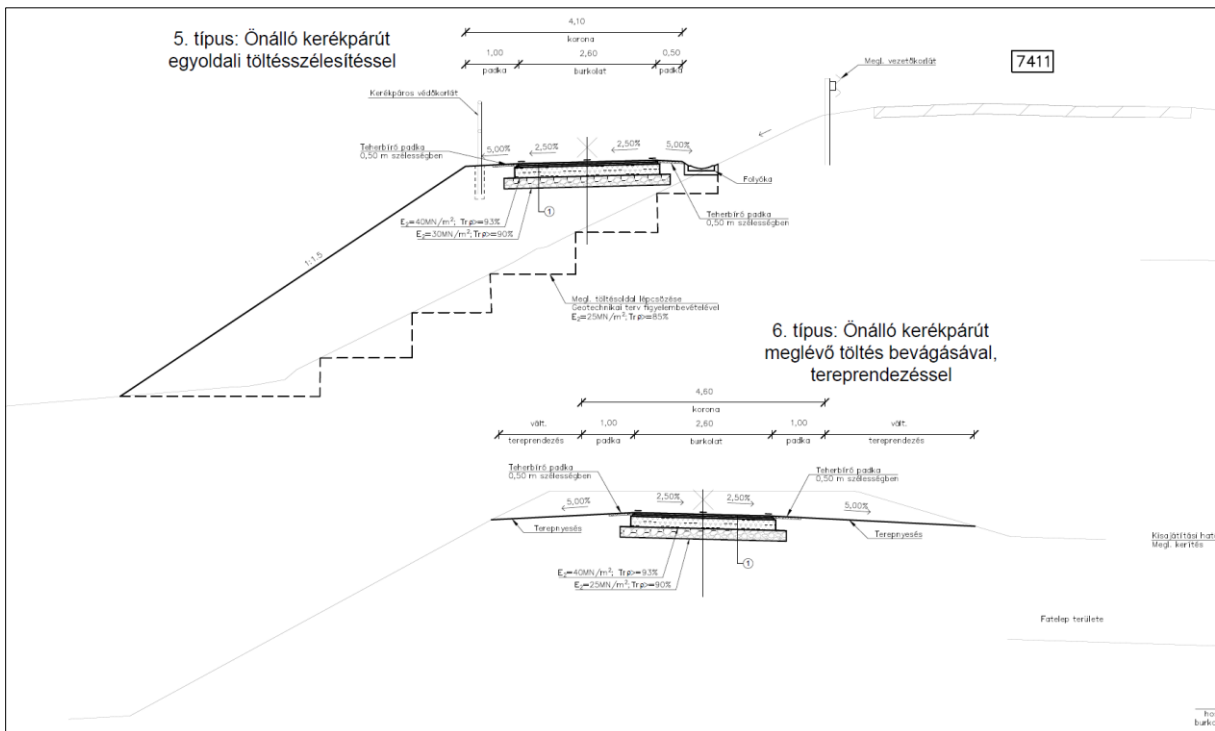 5. típus: Önálló kerékpárút
egyoldali töltésszélesítéssel
4,10
korona
1,00
2,60
0,50
padka
burkolat
padka
Kerékpáros védőkorlát
Megl. vezetőkorlát
7411
Teherbíró padka
0,50 m szélességben
5,00%
2,50%
2,50%
5,00%
Folyóka
Teherbíró padka
0,50 m szélességben
E₂=40MN/m²; Trρ>=93%
E₂=30MN/m²; Trρ>=90%
1
1:1.5
Megl. töltésoldal lépcsőzése
Geotechnikai terv figyelembevételével
E₂=25MN/m²; Trρ>=85%
6. típus: Önálló kerékpárút
meglévő töltés bevágásával,
tereprendezéssel
4,60
korona
vált.
1,00
2,60
1,00
vált.
tereprendezés
padka
burkolat
padka
tereprendezés
Teherbíró padka
0,50 m szélességben
Teherbíró padka
0,50 m szélességben
5,00%
2,50%
2,50%
5,00%
Terepnyesés
Terepnyesés
E₂=40MN/m²; Trρ>=93%
E₂=25MN/m²; Trρ>=90%
1
Kisajátítási hat
Megl. kerítés
Fatelep területe
ho
burko